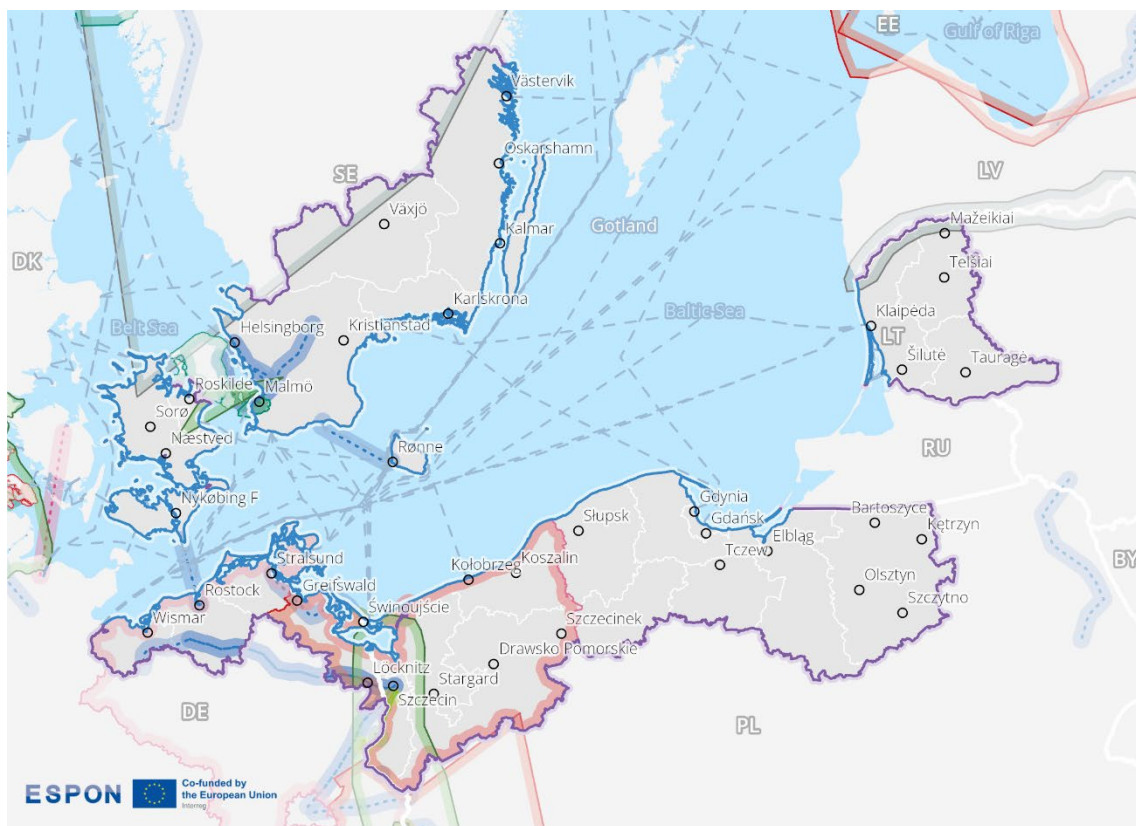 EE
Gulf of Riga
Västervik
Oskarshamn
SE
LV
Växjö
Gotland
Mažeikiai
Kalmar
DK
Telšiai
Karlskrona
Baltic Sea
Klaipėda
Belt Sea
Helsingborg
Kristianstad
LT
Šilutė
Tauragė
Roskilde
Malmö
Sorø
Næstved
Rønne
RU
Nykøbing F
Gdynia
Bartoszyce
Słupsk
Gdańsk
Elbląg
Kętrzyn
Tczew
Stralsund
Koszalin
Kołobrzeg
BY
Rostock
Greifswald
Olsztyn
Świnoujście
Szczytno
Wismar
Szczecinek
Drawsko Pomorskie
Löcknitz
Stargard
Szczecin
DE
PL
ESPON
Co-funded by
the European Union
Interreg